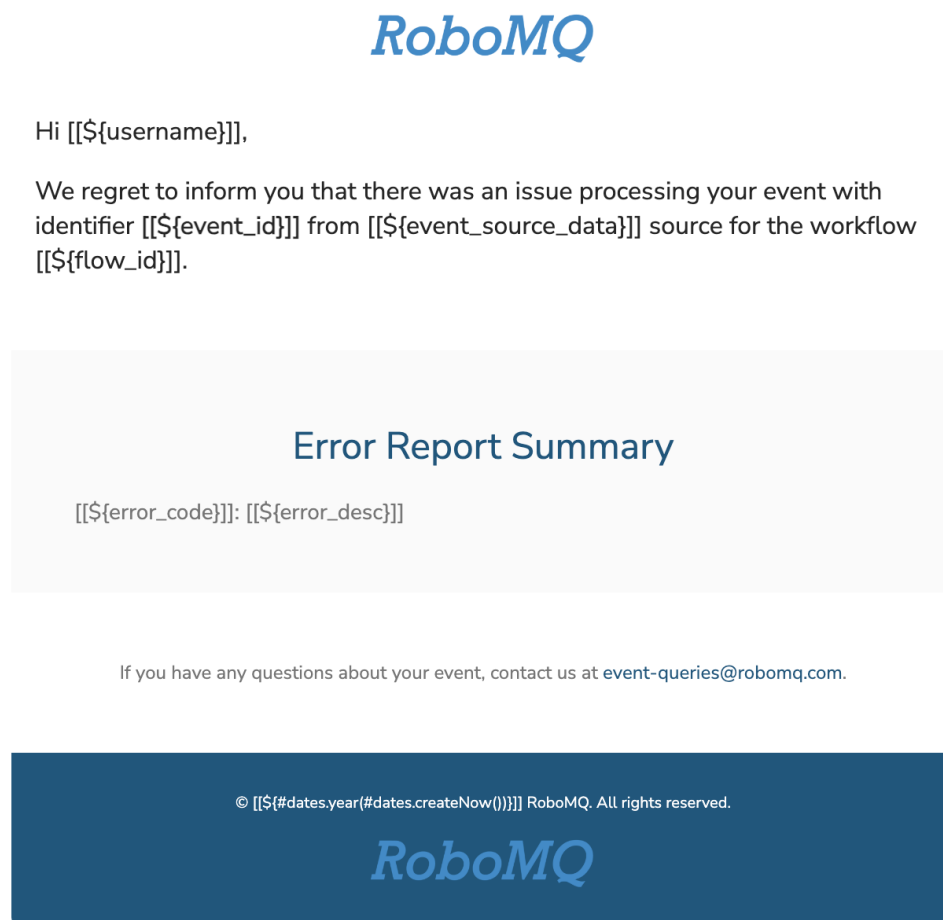 RoboMQ
Hi [[${username}]],
We regret to inform you that there was an issue processing your event with
identifier [[${event_id}]] from [[${event_source_data}]] source for the workflow
[[${flow_id}]].
Error Report Summary
[[${error_code}]]: [[${error_desc}]]
If you have any questions about your event, contact us at event-queries@robomq.com.
© [[${#dates.year(#dates.createNow())}]] RoboMQ. All rights reserved.
RoboMQ